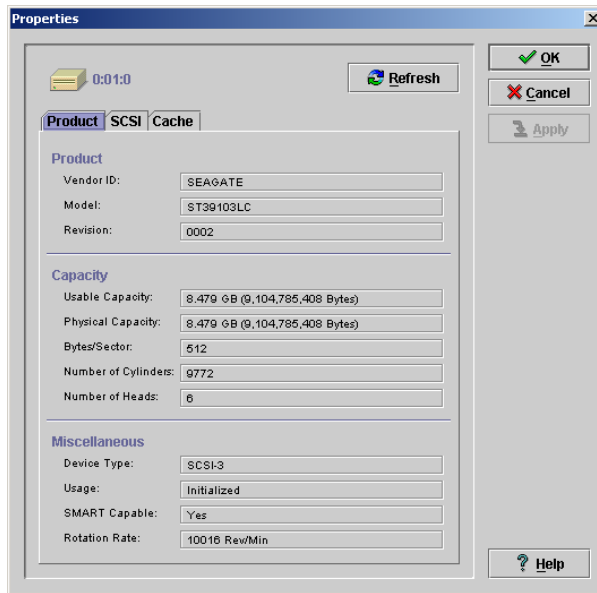 Properties
0:01:0
Refresh
OK
Cancel
Apply
Product SCSI Cache
Product
Vendor ID: SEAGATE
Model: ST39103LC
Revision: 0002
Capacity
Usable Capacity: 8.479 GB (9,104,785,408 Bytes)
Physical Capacity: 8.479 GB (9,104,785,408 Bytes)
Bytes/Sector: 512
Number of Cylinders: 9772
Number of Heads: 6
Miscellaneous
Device Type: SCSI-3
Usage: Initialized
SMART Capable: Yes
Rotation Rate: 10016 Rev/Min
Help